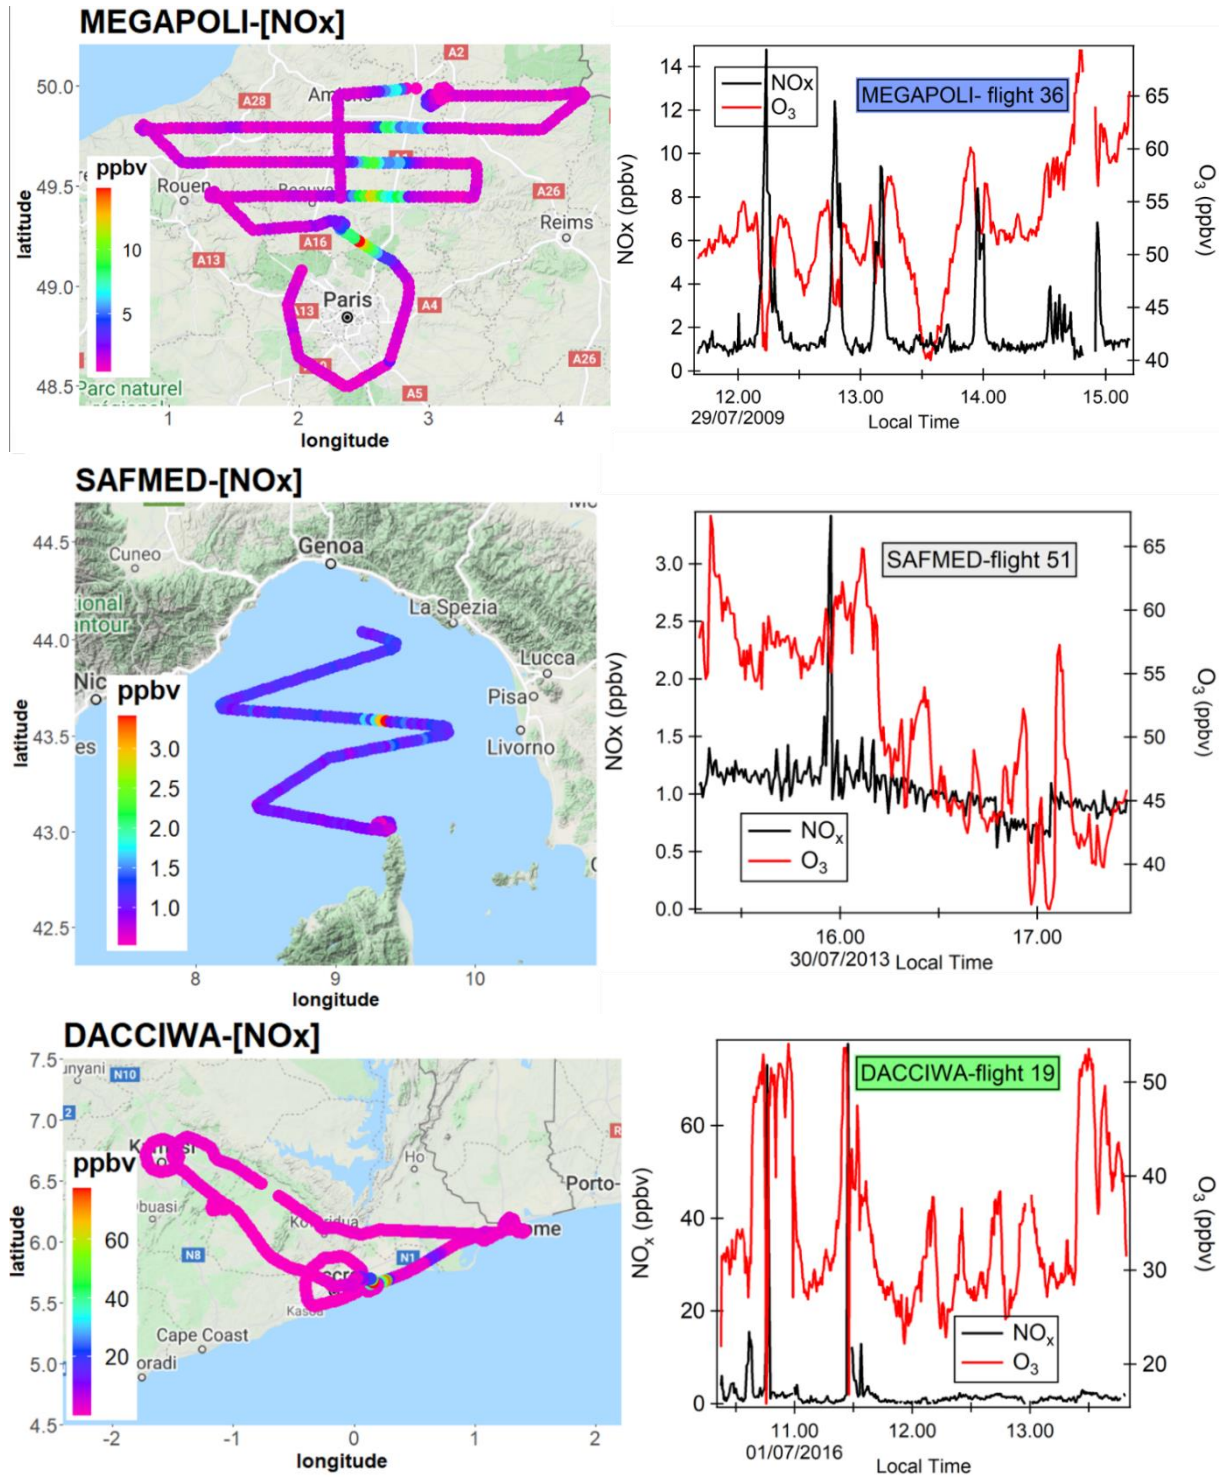 MEGAPOLI-[NOx]
50.0
49.5
49.0
48.5
latitude
1
2
3
4
longitude
ppbv
10
5
A2
A28
A16
A13
A13
A4
A5
A26
A26
Rouen
Reims
Paris
Parc naturel
14
12
10
8
6
4
2
0
NOx (ppbv)
NOx
O3
MEGAPOLI- flight 36
65
60
55
50
45
40
O3 (ppbv)
12.00
13.00
14.00
15.00
29/07/2009
Local Time
SAFMED-[NOx]
44.5
44.0
43.5
43.0
42.5
latitude
8
9
10
longitude
ppbv
3.0
2.5
2.0
1.5
1.0
Cuneo
Genoa
La Spezia
Lucca
Pisa
Livorno
3.0
2.5
2.0
1.5
1.0
0.5
0.0
NOx (ppbv)
SAFMED-flight 51
NOx
O3
65
60
55
50
45
40
O3 (ppbv)
16.00
17.00
30/07/2013
Local Time
DACCIWA-[NOx]
7.5
7.0
6.5
6.0
5.5
5.0
4.5
latitude
-2
-1
0
1
2
longitude
ppbv
60
40
20
N10
2
N8
N1
Ho
Porto-
Cape Coast
60
40
20
0
NOx (ppbv)
DACCIWA-flight 19
NOx
O3
50
40
30
20
O3 (ppbv)
11.00
12.00
13.00
01/07/2016
Local Time